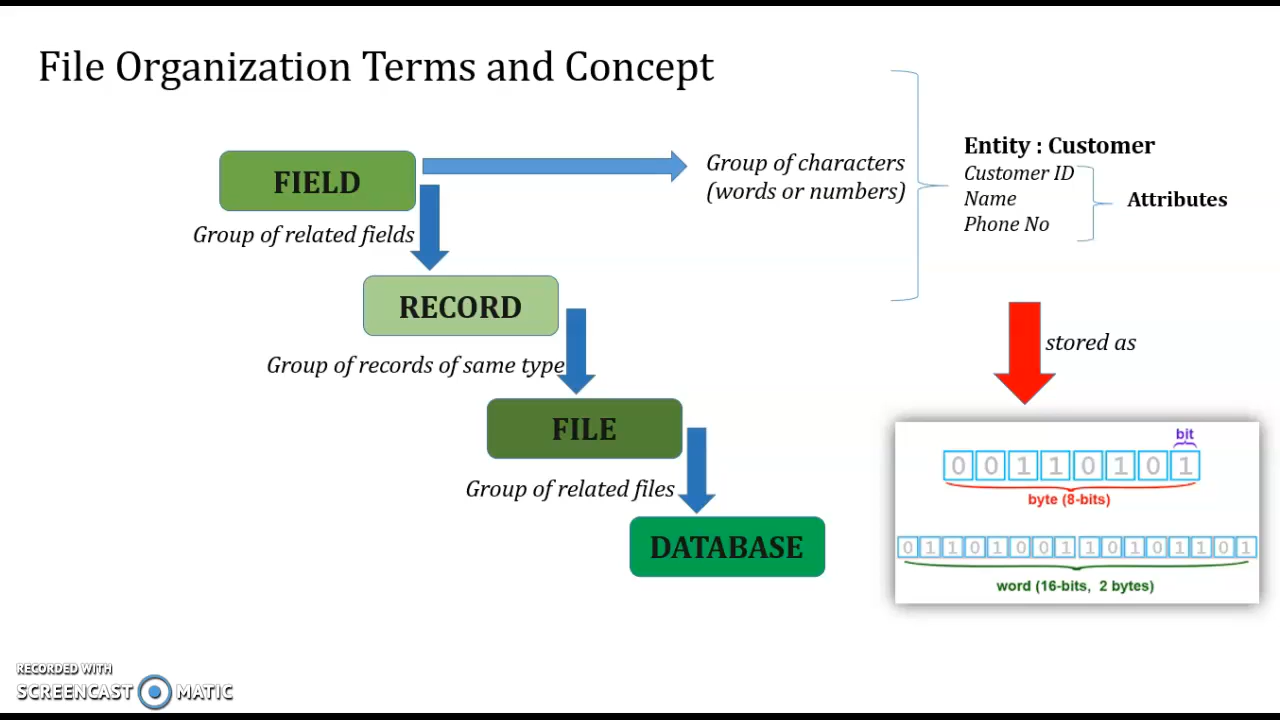 File Organization Terms and Concept
FIELD
Group of characters
(words or numbers)
Entity : Customer
Customer ID
Name
Phone No
Attributes
Group of related fields
RECORD
stored as
Group of records of same type
FILE
Group of related files
DATABASE
bit
0 0 1 1 0 1 0 1
byte (8-bits)
0 1 1 0 1 0 0 1 1 0 1 0 1 1 0 1
word (16-bits, 2 bytes)
RECORDED WITH
SCREENCAST MATIC